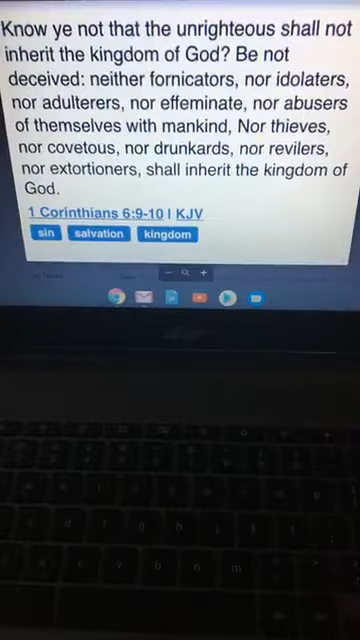 Know ye not that the unrighteous shall not
inherit the kingdom of God? Be not
deceived: neither fornicators, nor idolaters,
nor adulterers, nor effeminate, nor abusers
of themselves with mankind, Nor thieves,
nor covetous, nor drunkards, nor revilers,
nor extortioners, shall inherit the kingdom of
God.
1 Corinthians 6:9-10 | KJV
sin salvation kingdom
d f g h j k l
c v b n m